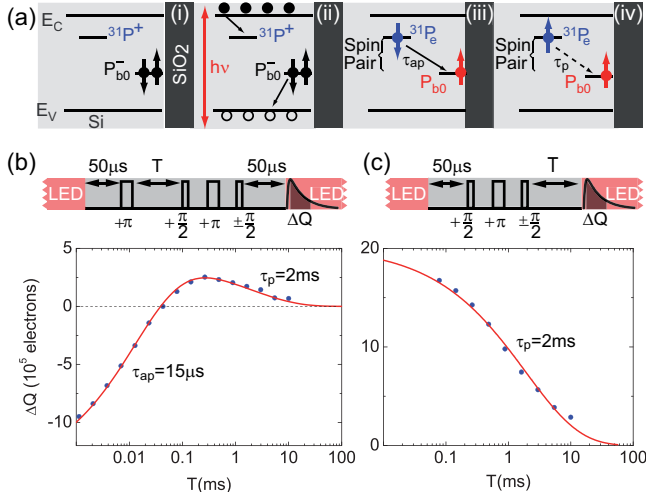 (a)
E_C
^31P^+
P_b0^-
E_V
Si
(i)
SiO2
hν
^31P^+
P_b0^-
(ii)
^31P_e
Spin
Pair
τ_ap
P_b0
(iii)
^31P_e
Spin
Pair
τ_p
P_b0
(iv)
(b)
50μs T 50μs
LED LED
+π +π/2 +π ±π/2 ΔQ
ΔQ (10^5 electrons)
5
0
-5
-10
τ_p=2ms
τ_ap=15μs
0.01 0.1 1 10 100
T(ms)
(c)
50μs T
LED LED
+π/2 +π ±π/2 ΔQ
20
10
0
τ_p=2ms
0.1 1 10 100
T(ms)